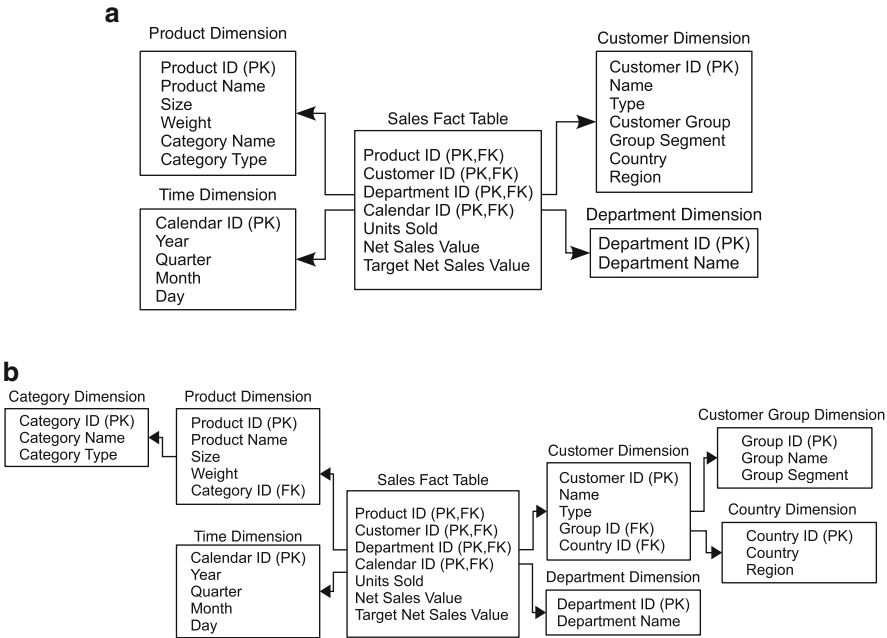 a
Product Dimension
Product ID (PK)
Product Name
Size
Weight
Category Name
Category Type
Time Dimension
Calendar ID (PK)
Year
Quarter
Month
Day
Sales Fact Table
Product ID (PK,FK)
Customer ID (PK,FK)
Department ID (PK,FK)
Calendar ID (PK,FK)
Units Sold
Net Sales Value
Target Net Sales Value
Customer Dimension
Customer ID (PK)
Name
Type
Customer Group
Group Segment
Country
Region
Department Dimension
Department ID (PK)
Department Name
b
Category Dimension
Category ID (PK)
Category Name
Category Type
Product Dimension
Product ID (PK)
Product Name
Size
Weight
Category ID (FK)
Time Dimension
Calendar ID (PK)
Year
Quarter
Month
Day
Sales Fact Table
Product ID (PK,FK)
Customer ID (PK,FK)
Department ID (PK,FK)
Calendar ID (PK,FK)
Units Sold
Net Sales Value
Target Net Sales Value
Customer Dimension
Customer ID (PK)
Name
Type
Group ID (FK)
Country ID (FK)
Department Dimension
Department ID (PK)
Department Name
Customer Group Dimension
Group ID (PK)
Group Name
Group Segment
Country Dimension
Country ID (PK)
Country
Region